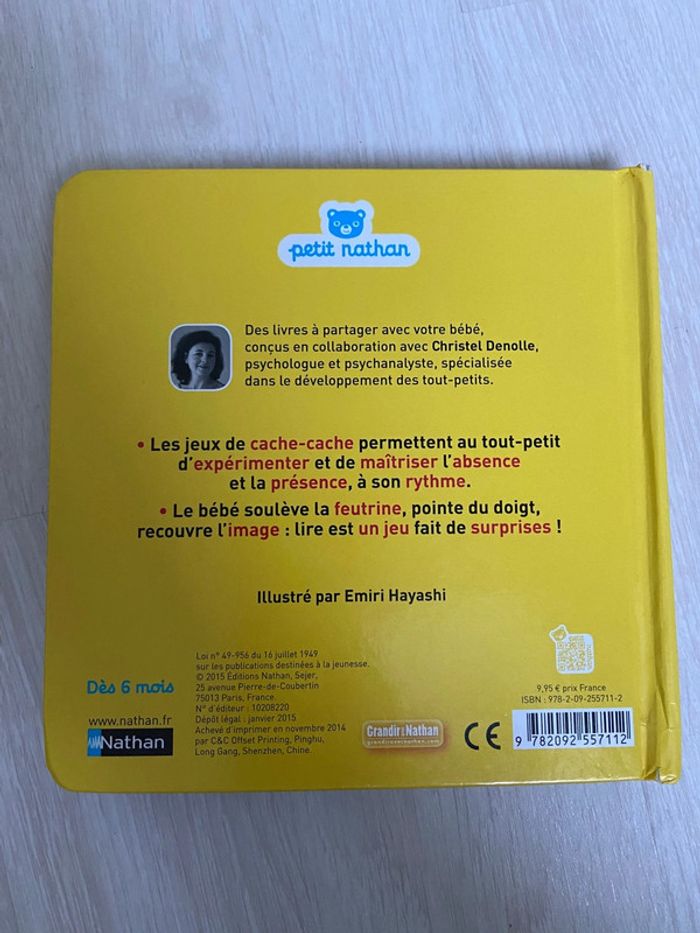 petit nathan
Des livres à partager avec votre bébé,
conçus en collaboration avec Christel Denolle,
psychologue et psychanalyste, spécialisée
dans le développement des tout-petits.
• Les jeux de cache-cache permettent au tout-petit
d'expérimenter et de maîtriser l'absence
et la présence, à son rythme.
• Le bébé soulève la feutrine, pointe du doigt,
recouvre l'image : lire est un jeu fait de surprises !
Illustré par Emiri Hayashi
Dès 6 mois
www.nathan.fr
Nathan
Loi n° 49-956 du 16 juillet 1949
sur les publications destinées à la jeunesse.
© 2015 Éditions Nathan, Sejer,
25 avenue Pierre-de-Coubertin
75013 Paris, France.
N° d'éditeur : 10208220
Dépôt légal : janvier 2015
Achevé d'imprimer en novembre 2014
par C&C Offset Printing, Pinghu,
Long Gang, Shenzhen, Chine.
Grandir & Nathan
grandiravecnathan.com
CE
9,95 € prix France
ISBN : 978-2-09-255711-2
9 782092 557112